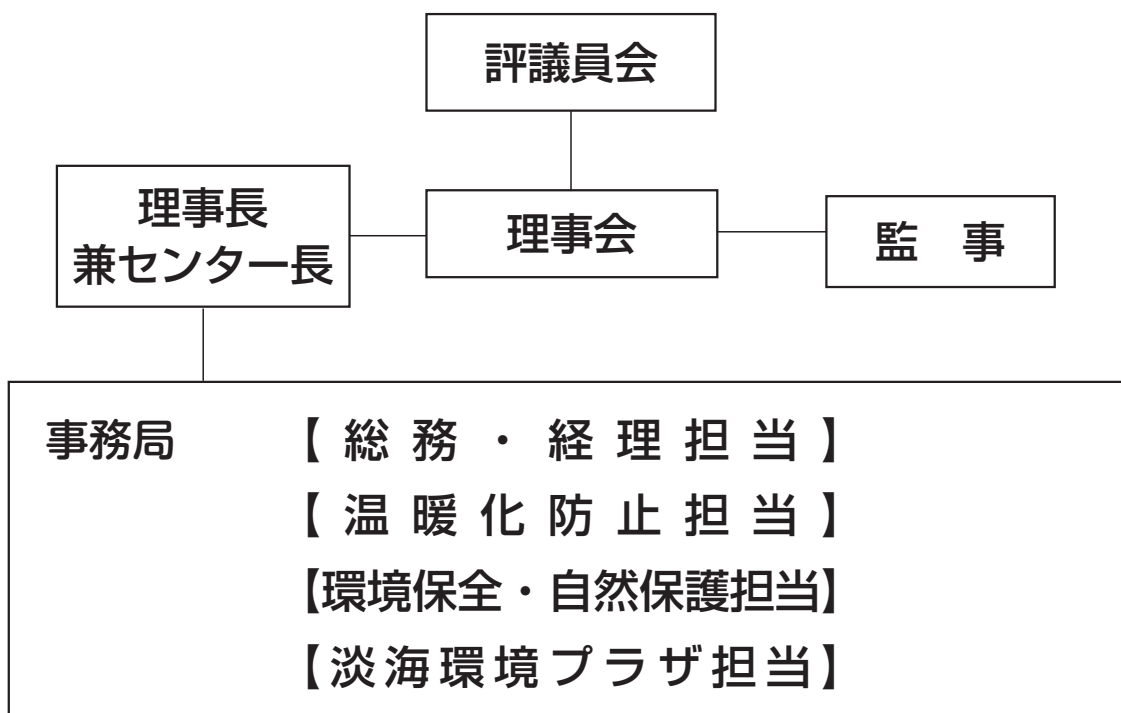 評議員会
理事長
兼センター長
理事会
監　事
事務局
【総務・経理担当】
【温暖化防止担当】
【環境保全・自然保護担当】
【淡海環境プラザ担当】